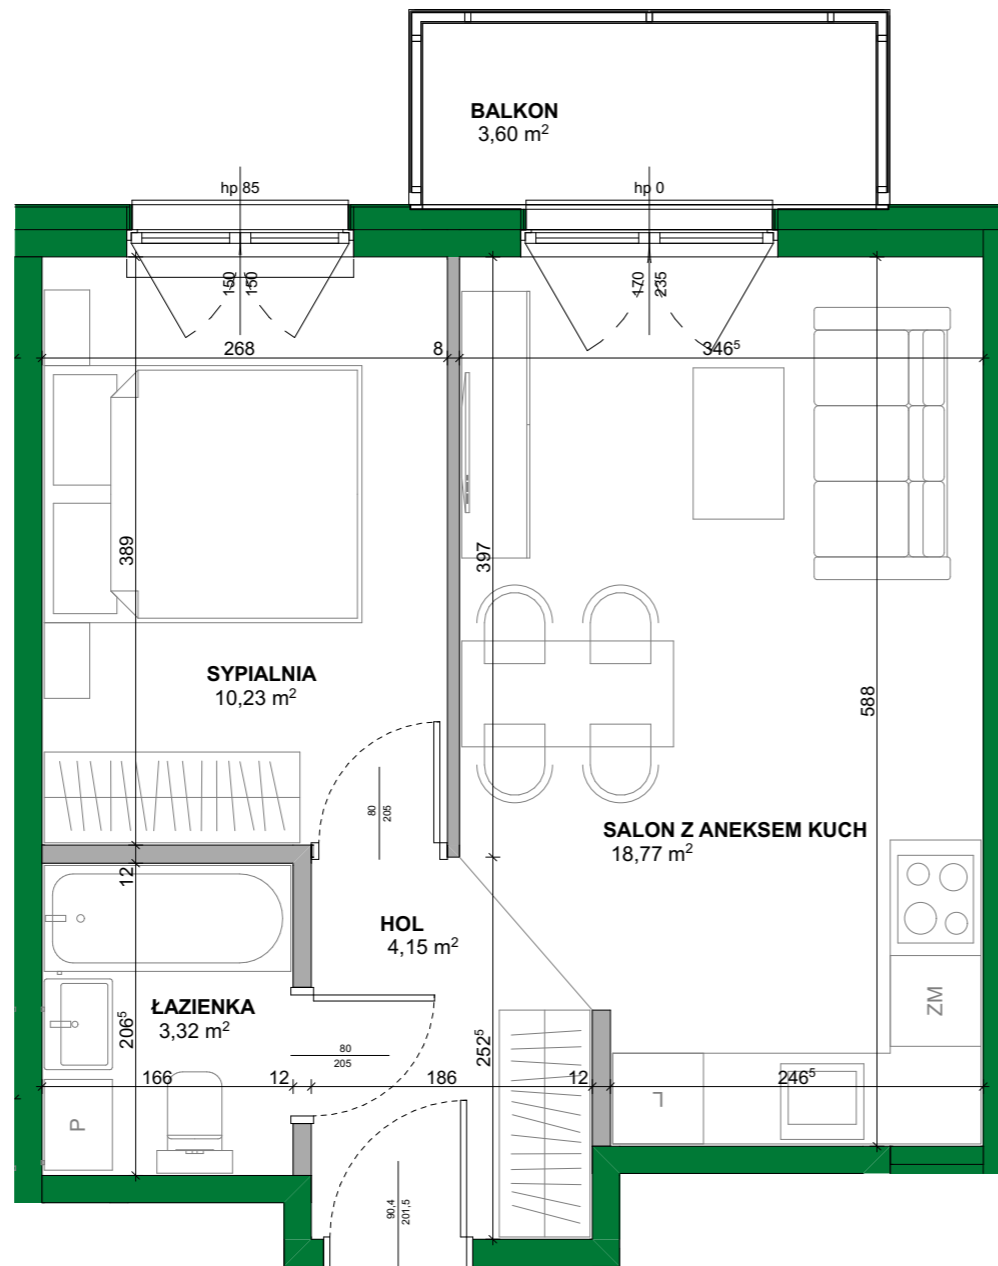 BALKON
3,60 m²
hp 85
hp 0
150
150
170
235
268
8
346⁵
389
397
588
SYPIALNIA
10,23 m²
80
205
SALON Z ANEKSEM KUCH
18,77 m²
12
HOL
4,15 m²
ŁAZIENKA
3,32 m²
ZM
206⁵
252⁵
80
205
166
12
186
12
246⁵
P
L
90,4
201,5